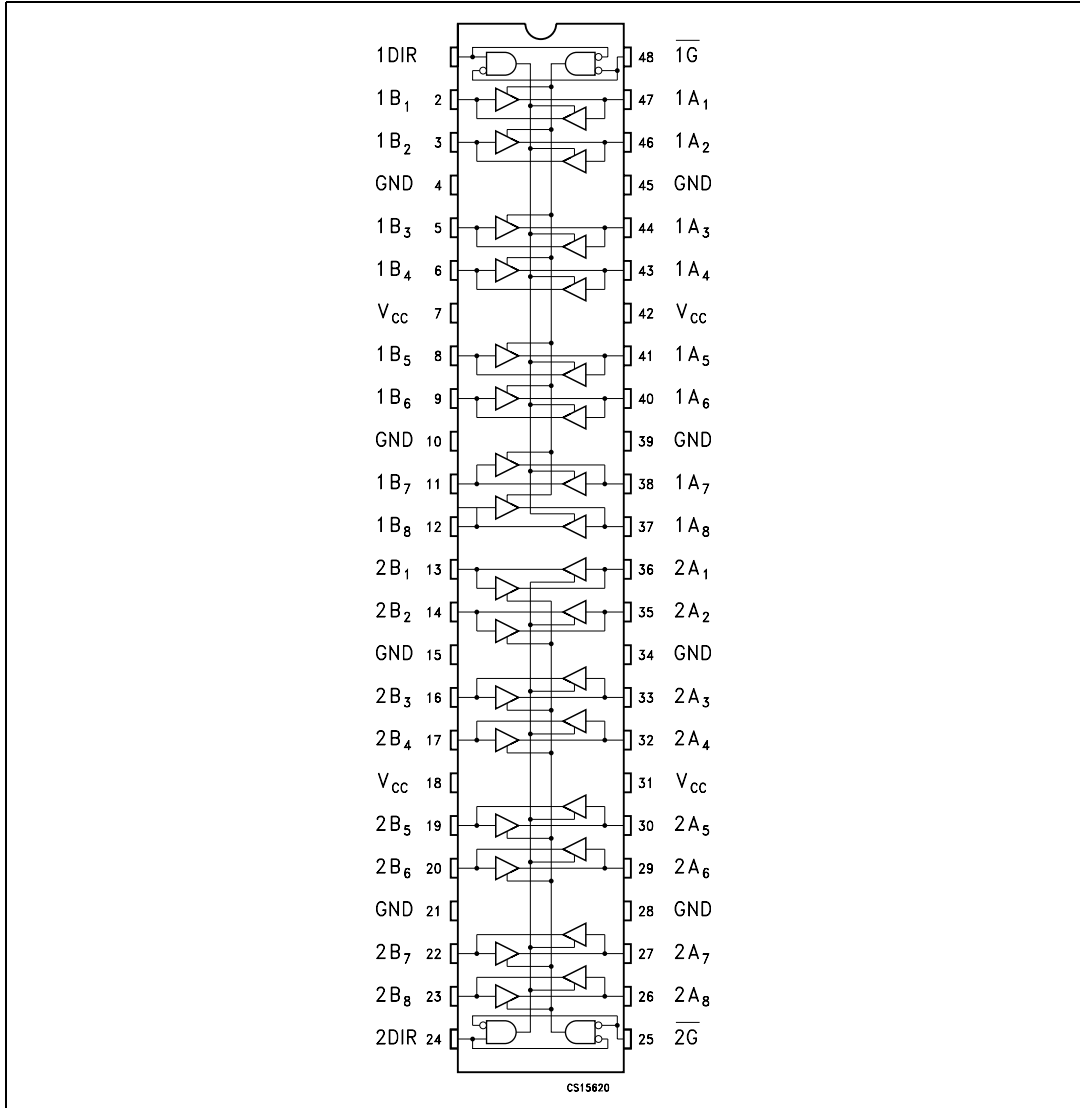 1DIR 48 1G̅
1B₁ 2 47 1A₁
1B₂ 3 46 1A₂
GND 4 45 GND
1B₃ 5 44 1A₃
1B₄ 6 43 1A₄
V_CC 7 42 V_CC
1B₅ 8 41 1A₅
1B₆ 9 40 1A₆
GND 10 39 GND
1B₇ 11 38 1A₇
1B₈ 12 37 1A₈
2B₁ 13 36 2A₁
2B₂ 14 35 2A₂
GND 15 34 GND
2B₃ 16 33 2A₃
2B₄ 17 32 2A₄
V_CC 18 31 V_CC
2B₅ 19 30 2A₅
2B₆ 20 29 2A₆
GND 21 28 GND
2B₇ 22 27 2A₇
2B₈ 23 26 2A₈
2DIR 24 25 2G̅
CS15620